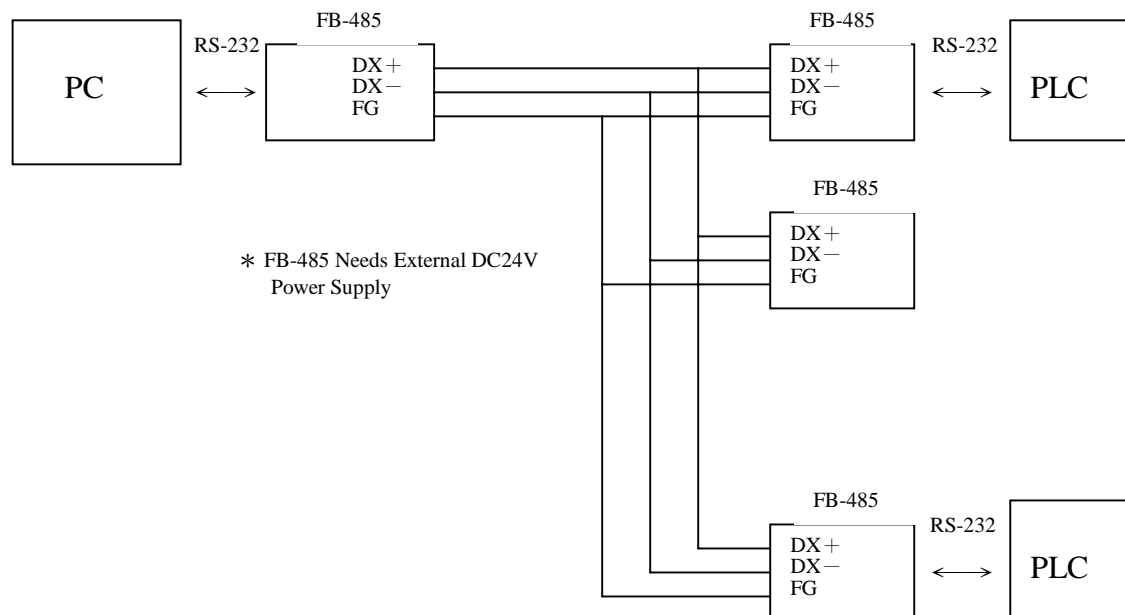 FB-485
FB-485
RS-232
RS-232
PC
DX+
DX−
FG
DX+
DX−
FG
PLC
FB-485
DX+
DX−
FG
＊ FB-485 Needs External DC24V
Power Supply
FB-485
RS-232
DX+
DX−
FG
PLC